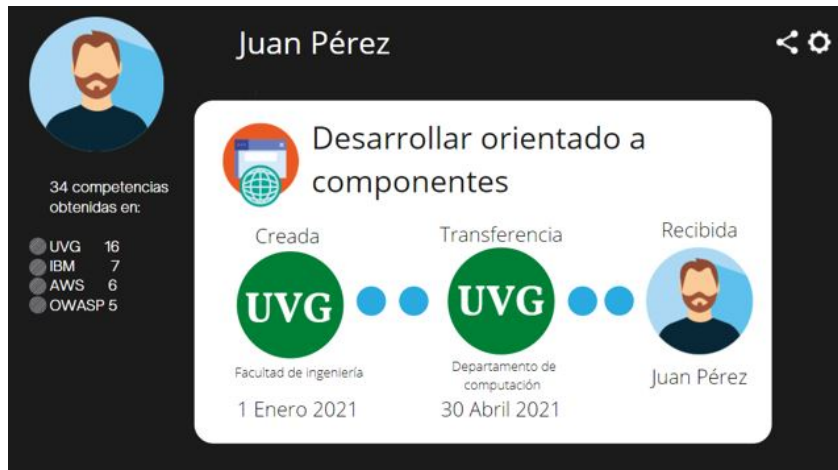 Juan Pérez
34 competencias
obtenidas en:
UVG 16
IBM 7
AWS 6
OWASP 5
Desarrollar orientado a
componentes
Creada
UVG
Facultad de ingeniería
1 Enero 2021
Transferencia
UVG
Departamento de
computación
30 Abril 2021
Recibida
Juan Pérez